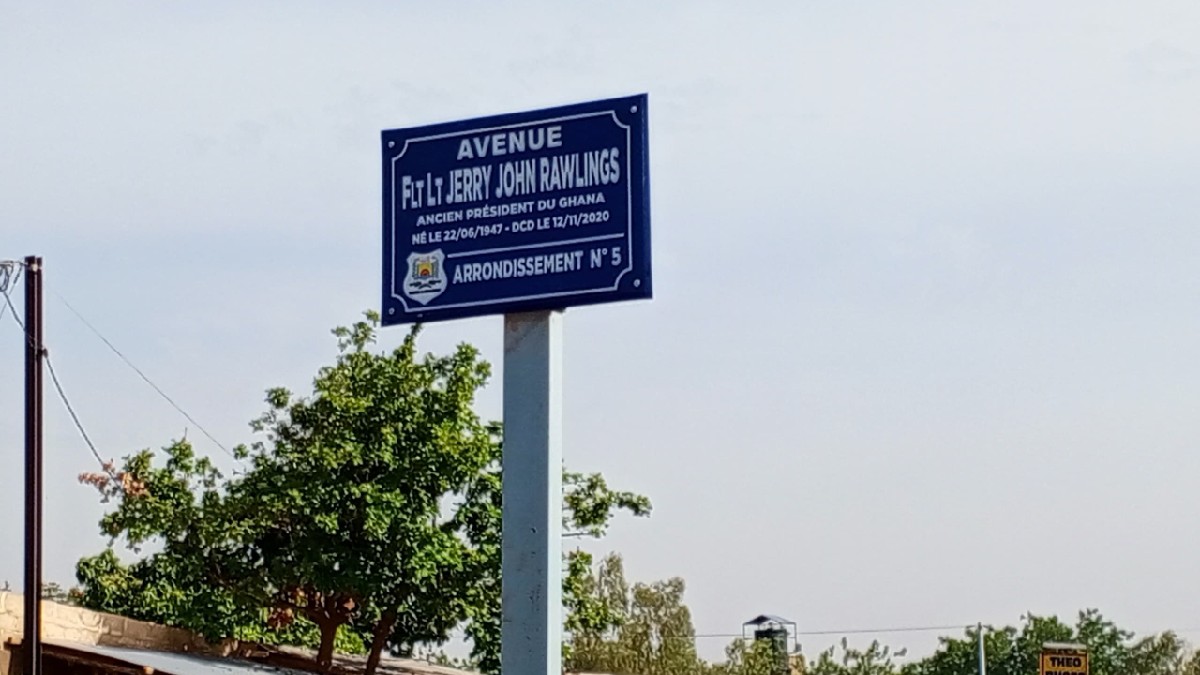 AVENUE
FLT LT JERRY JOHN RAWLINGS
ANCIEN PRÉSIDENT DU GHANA
NÉ LE 22/06/1947 - DCD LE 12/11/2020
ARRONDISSEMENT N° 5
THEO